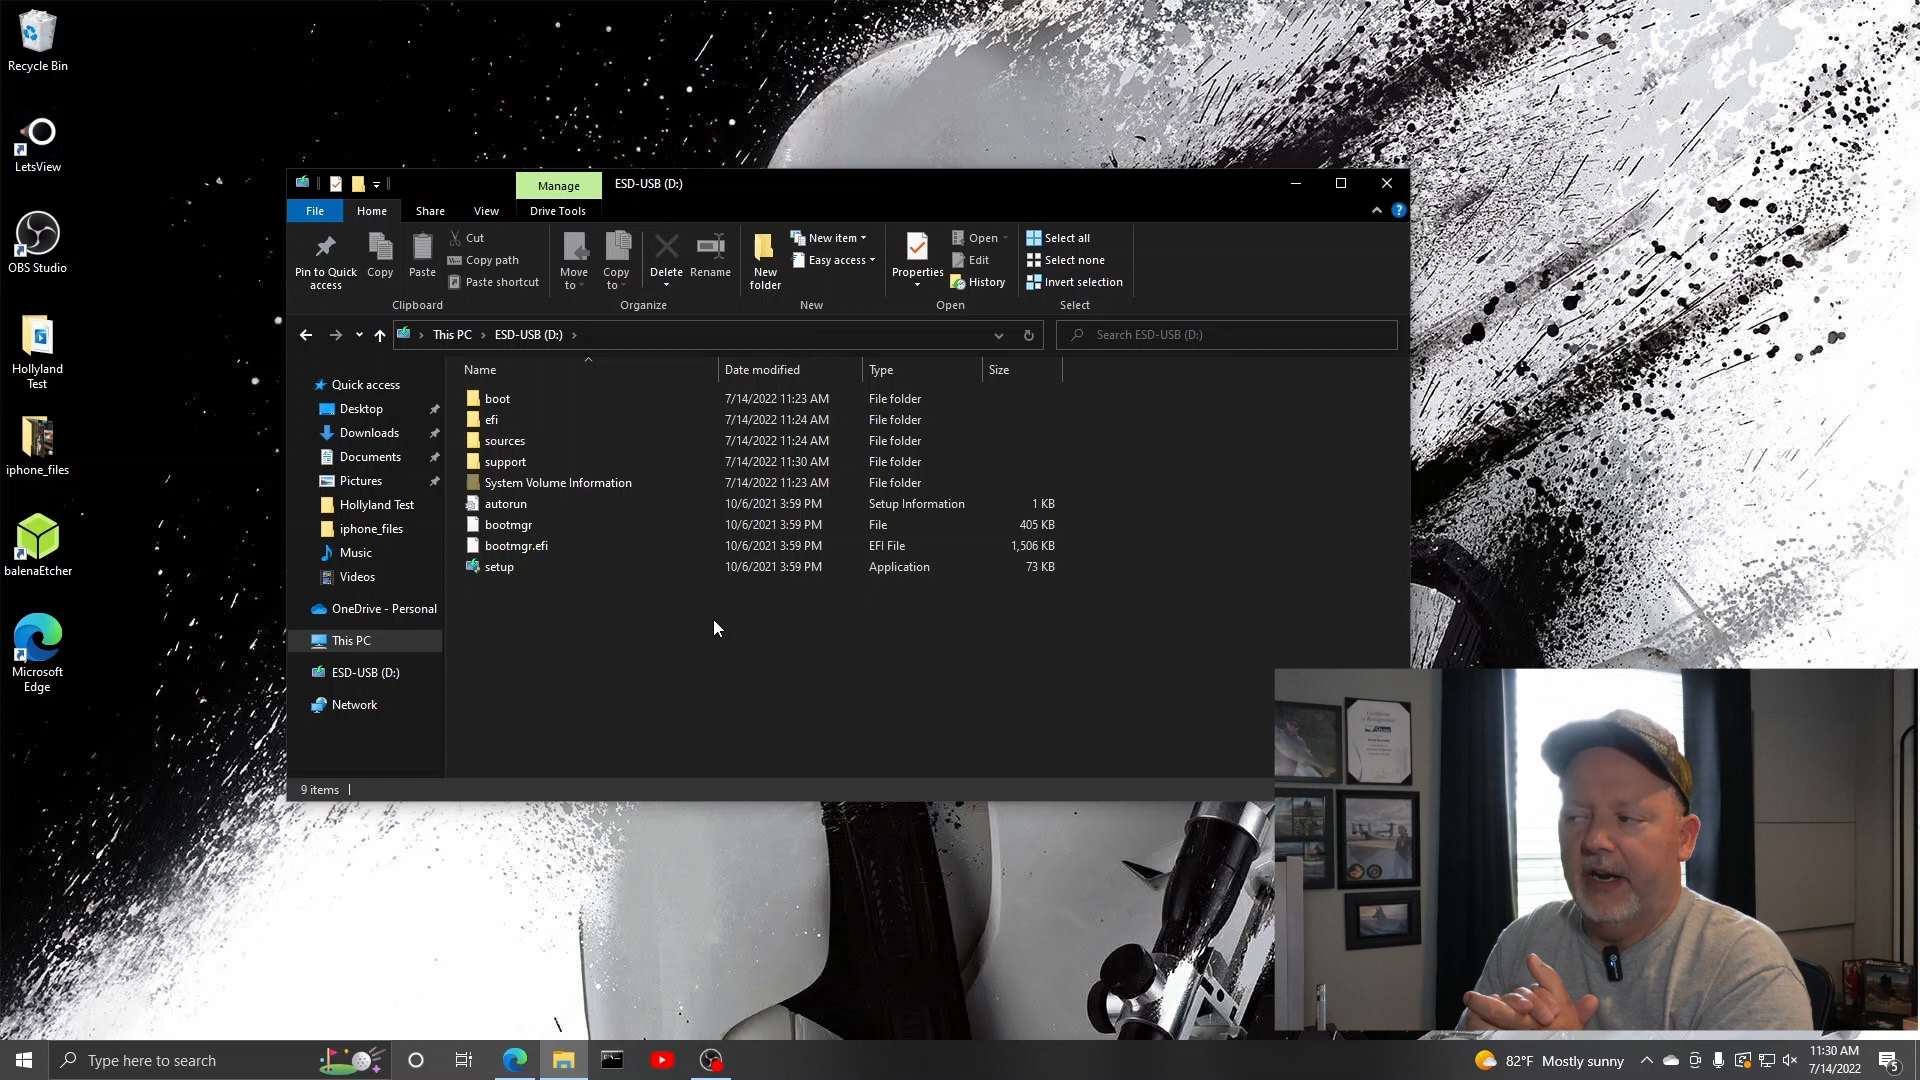 Recycle Bin
LetsView
OBS Studio
Hollyland
Test
iphone_files
balenaEtcher
Microsoft
Edge
Manage
ESD-USB (D:)
File
Home
Share
View
Drive Tools
Pin to Quick
access
Copy
Paste
Cut
Copy path
Paste shortcut
Clipboard
Move
to
Copy
to
Delete
Rename
Organize
New
folder
New item
Easy access
New
Properties
Open
Edit
History
Open
Select all
Select none
Invert selection
Select
This PC
ESD-USB (D:)
Search ESD-USB (D:)
Name Date modified Type Size
Quick access
Desktop
Downloads
Documents
Pictures
Hollyland Test
iphone_files
Music
Videos
OneDrive - Personal
This PC
ESD-USB (D:)
Network
boot 7/14/2022 11:23 AM File folder
efi 7/14/2022 11:24 AM File folder
sources 7/14/2022 11:24 AM File folder
support 7/14/2022 11:30 AM File folder
System Volume Information 7/14/2022 11:23 AM File folder
autorun 10/6/2021 3:59 PM Setup Information 1 KB
bootmgr 10/6/2021 3:59 PM File 405 KB
bootmgr.efi 10/6/2021 3:59 PM EFI File 1,506 KB
setup 10/6/2021 3:59 PM Application 73 KB
9 items
Type here to search
82°F Mostly sunny
11:30 AM
7/14/2022
5